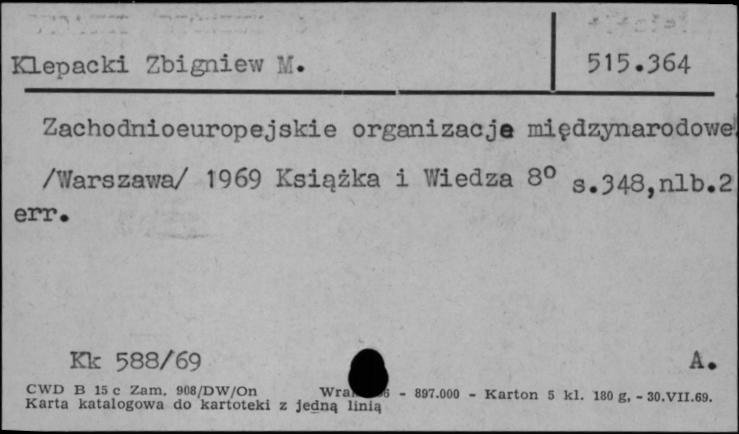 Klepacki Zbigniew M. 515.364
Zachodnioeuropejskie organizacje międzynarodowe.
/Warszawa/ 1969 Książka i Wiedza 8° s.348,nlb.2
err.
Kk 588/69 A.
CWD B 15 c Zam. 908/DW/On - 897.000 - Karton 5 kl. 180 g, - 30.VII.69.
Karta katalogowa do kartoteki z jedną linią